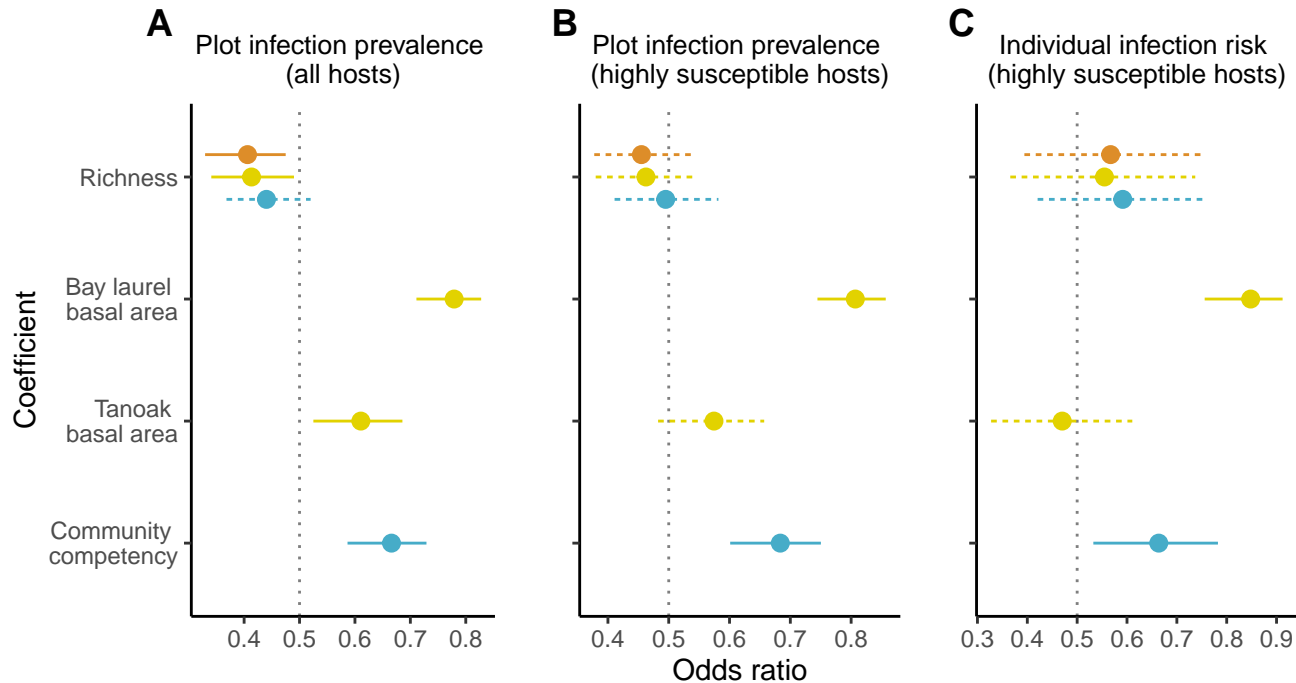 A
Plot infection prevalence
(all hosts)
B
Plot infection prevalence
(highly susceptible hosts)
C
Individual infection risk
(highly susceptible hosts)
Coefficient
Richness
Bay laurel
basal area
Tanoak
basal area
Community
competency
0.4 0.5 0.6 0.7 0.8
0.4 0.5 0.6 0.7 0.8
0.3 0.4 0.5 0.6 0.7 0.8 0.9
Odds ratio